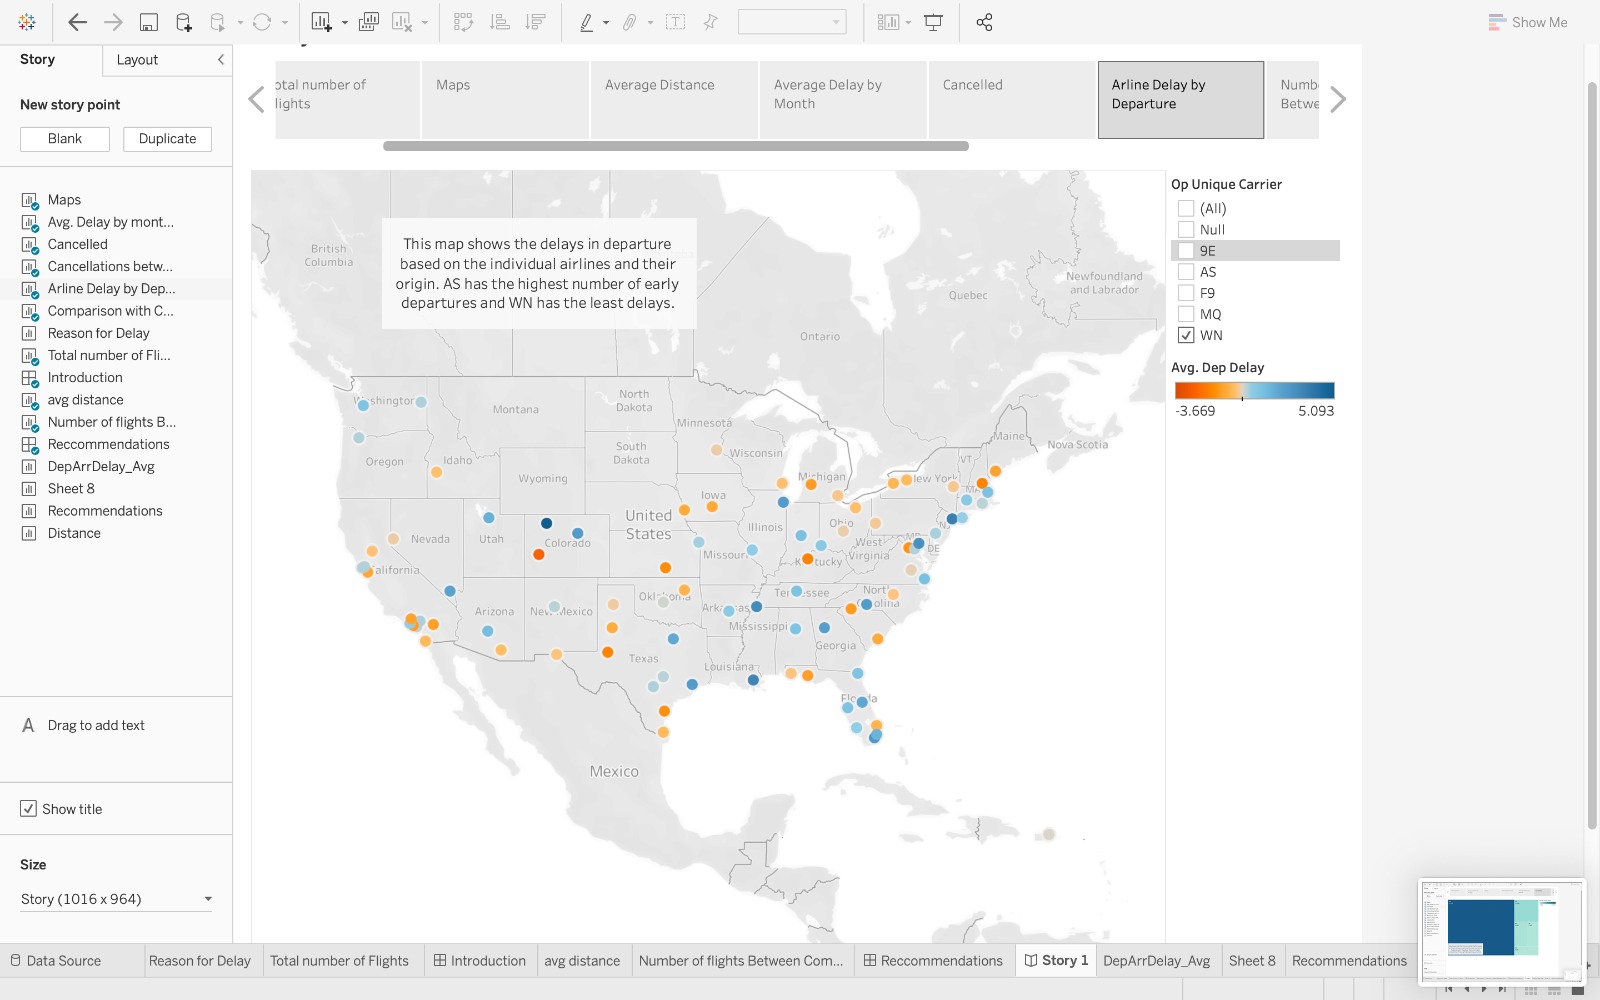 Show Me
Story
Layout
New story point
Blank
Duplicate
Maps
Avg. Delay by mont...
Cancelled
Cancellations betw...
Arline Delay by Dep...
Comparison with C...
Reason for Delay
Total number of Fli...
Introduction
avg distance
Number of flights B...
Reccommendations
DepArrDelay_Avg
Sheet 8
Recommendations
Distance
A Drag to add text
Show title
Size
Story (1016 x 964)
otal number of
lights
Maps
Average Distance
Average Delay by
Month
Cancelled
Arline Delay by
Departure
Numb
Betwe
This map shows the delays in departure
based on the individual airlines and their
origin. AS has the highest number of early
departures and WN has the least delays.
British
Columbia
Newfoundland
and Labrador
Quebec
Ontario
Washington
Montana
North
Dakota
Minnesota
Maine
Nova Scotia
Oregon
Idaho
South
Dakota
Wisconsin
VT
Wyoming
Michigan
New York
MA
Iowa
United
States
Nevada
Utah
Colorado
Illinois
Ohio
NJ
California
Missouri
West
Virginia
MD
DE
Kentucky
Arizona
New Mexico
Oklahoma
Arkansas
Tennessee
North
Carolina
Mississippi
Georgia
Texas
Louisiana
Florida
Mexico
Op Unique Carrier
(All)
Null
9E
AS
F9
MQ
WN
Avg. Dep Delay
-3.669
5.093
Data Source
Reason for Delay
Total number of Flights
Introduction
avg distance
Number of flights Between Com...
Reccommendations
Story 1
DepArrDelay_Avg
Sheet 8
Recommendations